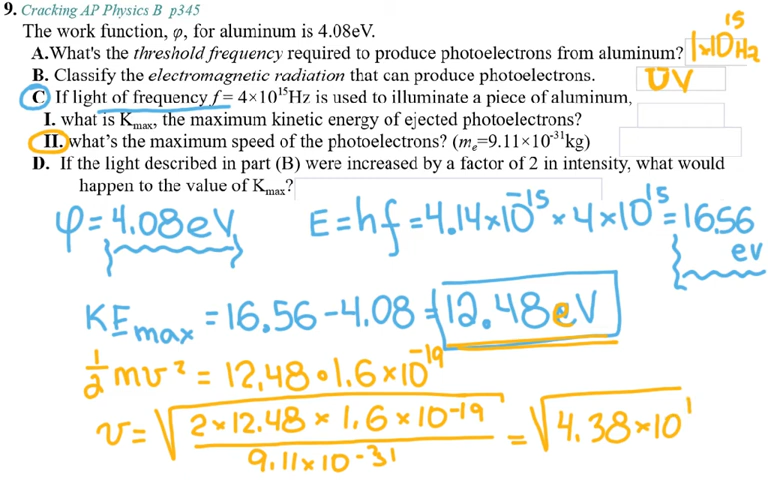 9. Cracking AP Physics B p345
The work function, φ, for aluminum is 4.08eV.
A.What's the threshold frequency required to produce photoelectrons from aluminum? 1×10¹⁵Hz
B. Classify the electromagnetic radiation that can produce photoelectrons. UV
C. If light of frequency f = 4×10¹⁵Hz is used to illuminate a piece of aluminum,
I. what is Kmax, the maximum kinetic energy of ejected photoelectrons?
II. what's the maximum speed of the photoelectrons? (mₑ=9.11×10⁻³¹kg)
D. If the light described in part (B) were increased by a factor of 2 in intensity, what would
happen to the value of Kmax?
φ=4.08eV E=hf=4.14×10⁻¹⁵×4×10¹⁵=16.56
ev
KEmax =16.56-4.08=12.48eV
½mv²=12.48•1.6×10⁻¹⁹
v=√2×12.48×1.6×10-19
9.11×10-31
=√4.38×10¹